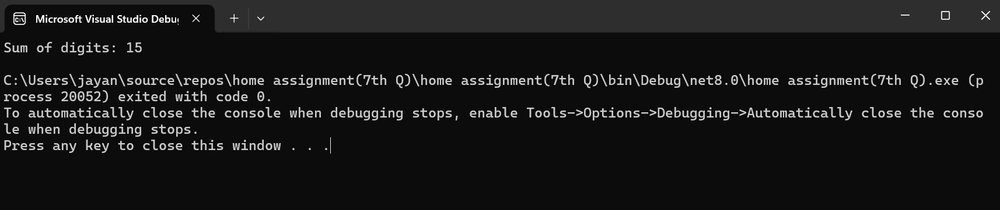 Microsoft Visual Studio Debu
Sum of digits: 15
C:\Users\jayan\source\repos\home assignment(7th Q)\home assignment(7th Q)\bin\Debug\net8.0\home assignment(7th Q).exe (p
rocess 20052) exited with code 0.
To automatically close the console when debugging stops, enable Tools->Options->Debugging->Automatically close the conso
le when debugging stops.
Press any key to close this window . . .